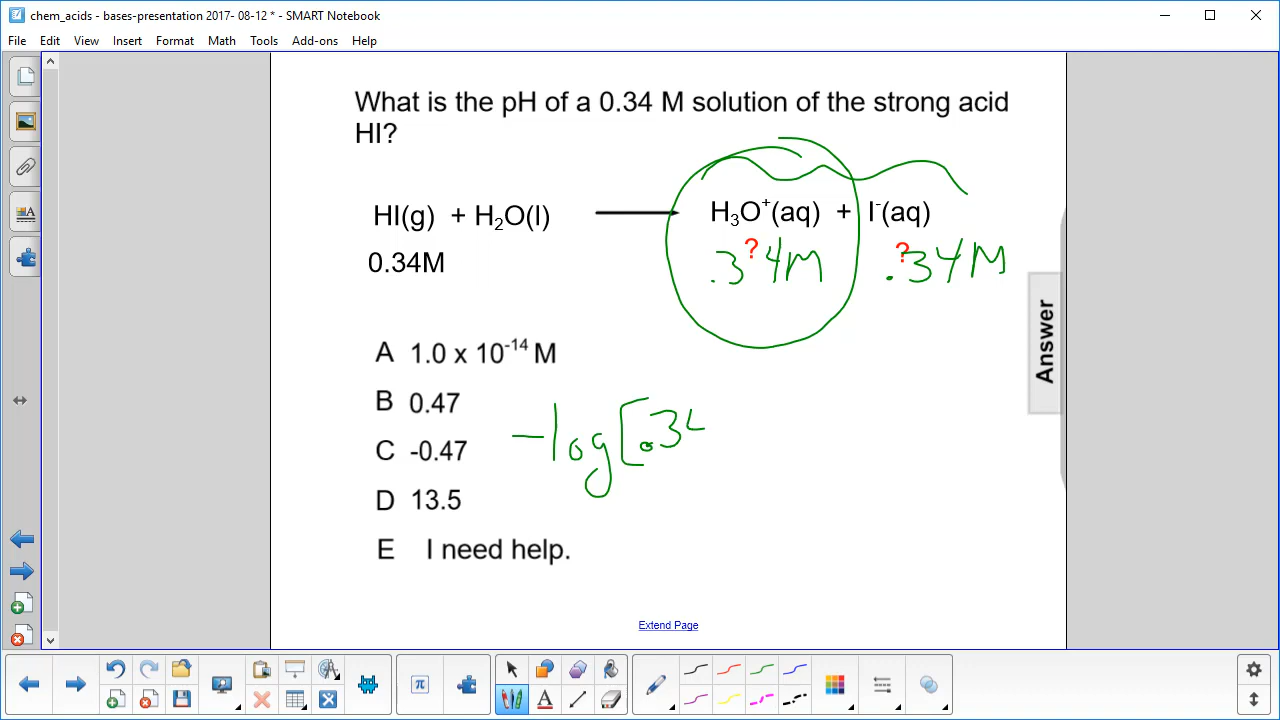 chem_acids - bases-presentation 2017- 08-12 * - SMART Notebook
File Edit View Insert Format Math Tools Add-ons Help
What is the pH of a 0.34 M solution of the strong acid
HI?
HI(g) + H₂O(l) H₃O⁺(aq) + I⁻(aq)
? ?
0.34M .34M .34M
Answer
A 1.0 x 10⁻¹⁴ M
B 0.47
-log[.34
C -0.47
D 13.5
E I need help.
Extend Page
π
A